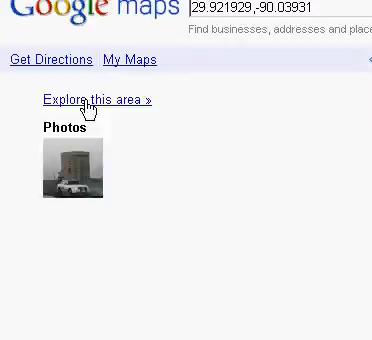 Google maps
29.921929,-90.03931
Find businesses, addresses and place
Get Directions My Maps
Explore this area »
Photos